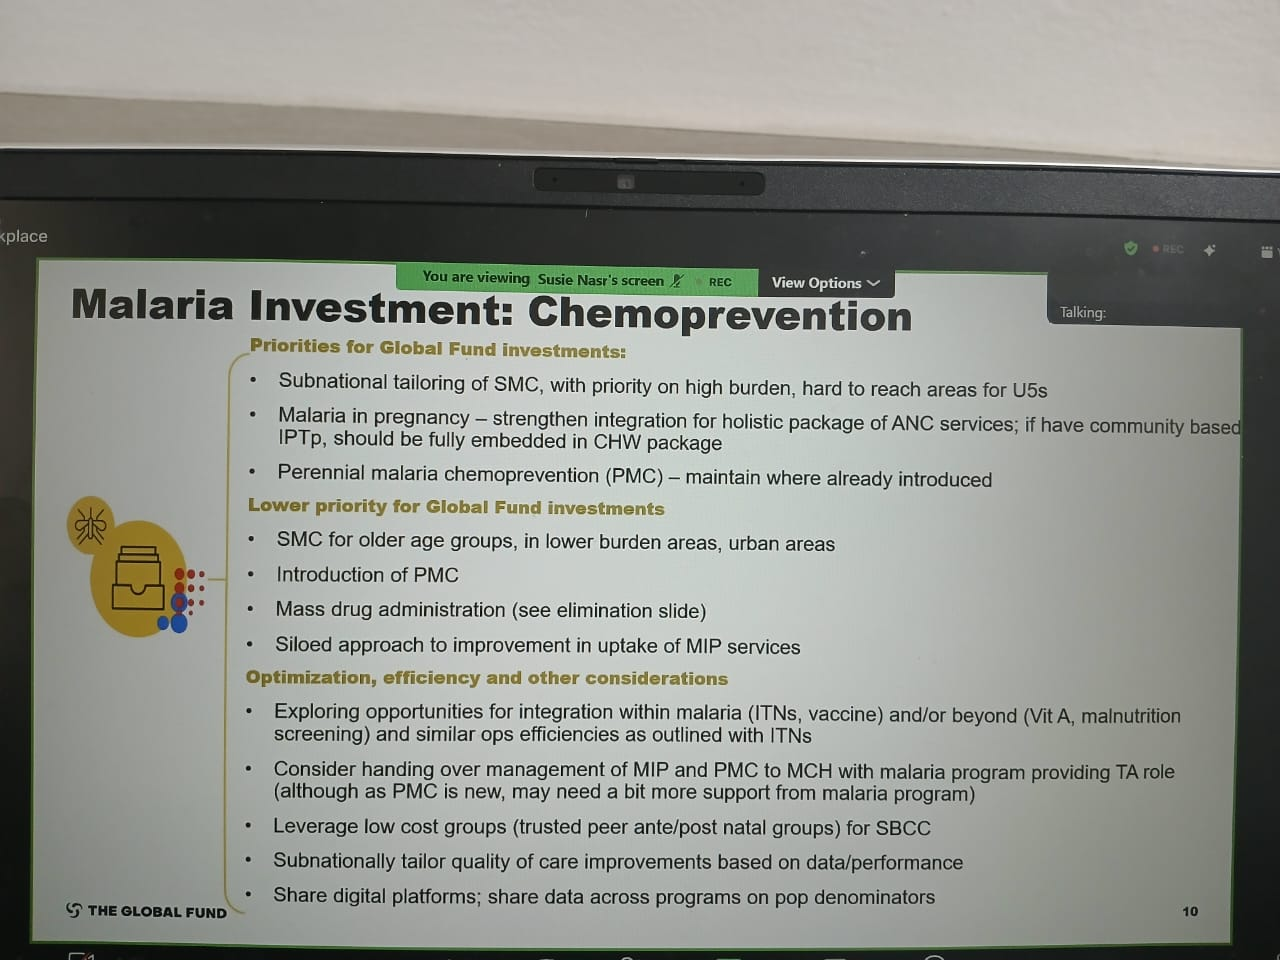 kplace
REC
You are viewing Susie Nasr's screen REC
View Options
Talking:
Malaria Investment: Chemoprevention
Priorities for Global Fund investments:
• Subnational tailoring of SMC, with priority on high burden, hard to reach areas for U5s
• Malaria in pregnancy – strengthen integration for holistic package of ANC services; if have community based
IPTp, should be fully embedded in CHW package
• Perennial malaria chemoprevention (PMC) – maintain where already introduced
Lower priority for Global Fund investments
• SMC for older age groups, in lower burden areas, urban areas
• Introduction of PMC
• Mass drug administration (see elimination slide)
• Siloed approach to improvement in uptake of MIP services
Optimization, efficiency and other considerations
• Exploring opportunities for integration within malaria (ITNs, vaccine) and/or beyond (Vit A, malnutrition
screening) and similar ops efficiencies as outlined with ITNs
• Consider handing over management of MIP and PMC to MCH with malaria program providing TA role
(although as PMC is new, may need a bit more support from malaria program)
• Leverage low cost groups (trusted peer ante/post natal groups) for SBCC
• Subnationally tailor quality of care improvements based on data/performance
• Share digital platforms; share data across programs on pop denominators
THE GLOBAL FUND
10